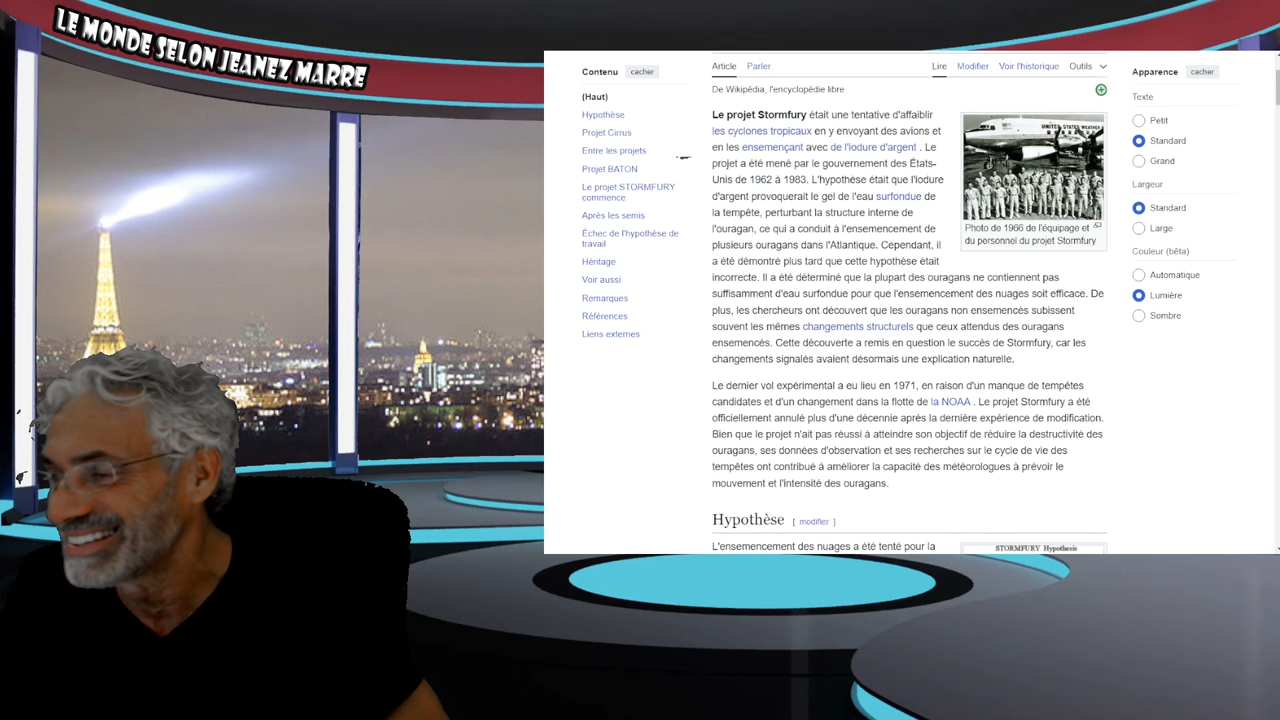 LE MONDE SELON JEANEZ MARRE
Contenu cacher
(Haut)
Hypothèse
Projet Cirrus
Entre les projets
Projet BATON
Le projet STORMFURY
commence
Après les semis
Échec de l'hypothèse de
travail
Héritage
Voir aussi
Remarques
Références
Liens externes
Article Parler Lire Modifier Voir l'historique Outils
De Wikipédia, l'encyclopédie libre
Le projet Stormfury était une tentative d'affaiblir
les cyclones tropicaux en y envoyant des avions et
en les ensemençant avec de l'iodure d'argent . Le
projet a été mené par le gouvernement des États-
Unis de 1962 à 1983. L'hypothèse était que l'iodure
d'argent provoquerait le gel de l'eau surfondue de
la tempête, perturbant la structure interne de
l'ouragan, ce qui a conduit à l'ensemencement de
plusieurs ouragans dans l'Atlantique. Cependant, il
a été démontré plus tard que cette hypothèse était
incorrecte. Il a été déterminé que la plupart des ouragans ne contiennent pas
suffisamment d'eau surfondue pour que l'ensemencement des nuages soit efficace. De
plus, les chercheurs ont découvert que les ouragans non ensemencés subissent
souvent les mêmes changements structurels que ceux attendus des ouragans
ensemencés. Cette découverte a remis en question le succès de Stormfury, car les
changements signalés avaient désormais une explication naturelle.
UNITED STATES WEATHER
Photo de 1966 de l'équipage et
du personnel du projet Stormfury
Le dernier vol expérimental a eu lieu en 1971, en raison d'un manque de tempêtes
candidates et d'un changement dans la flotte de la NOAA . Le projet Stormfury a été
officiellement annulé plus d'une décennie après la dernière expérience de modification.
Bien que le projet n'ait pas réussi à atteindre son objectif de réduire la destructivité des
ouragans, ses données d'observation et ses recherches sur le cycle de vie des
tempêtes ont contribué à améliorer la capacité des météorologues à prévoir le
mouvement et l'intensité des ouragans.
Hypothèse [ modifier ]
L'ensemencement des nuages a été tenté pour la
STORMFURY Hypothesis
Apparence cacher
Texte
Petit
Standard
Grand
Largeur
Standard
Large
Couleur (bêta)
Automatique
Lumière
Sombre